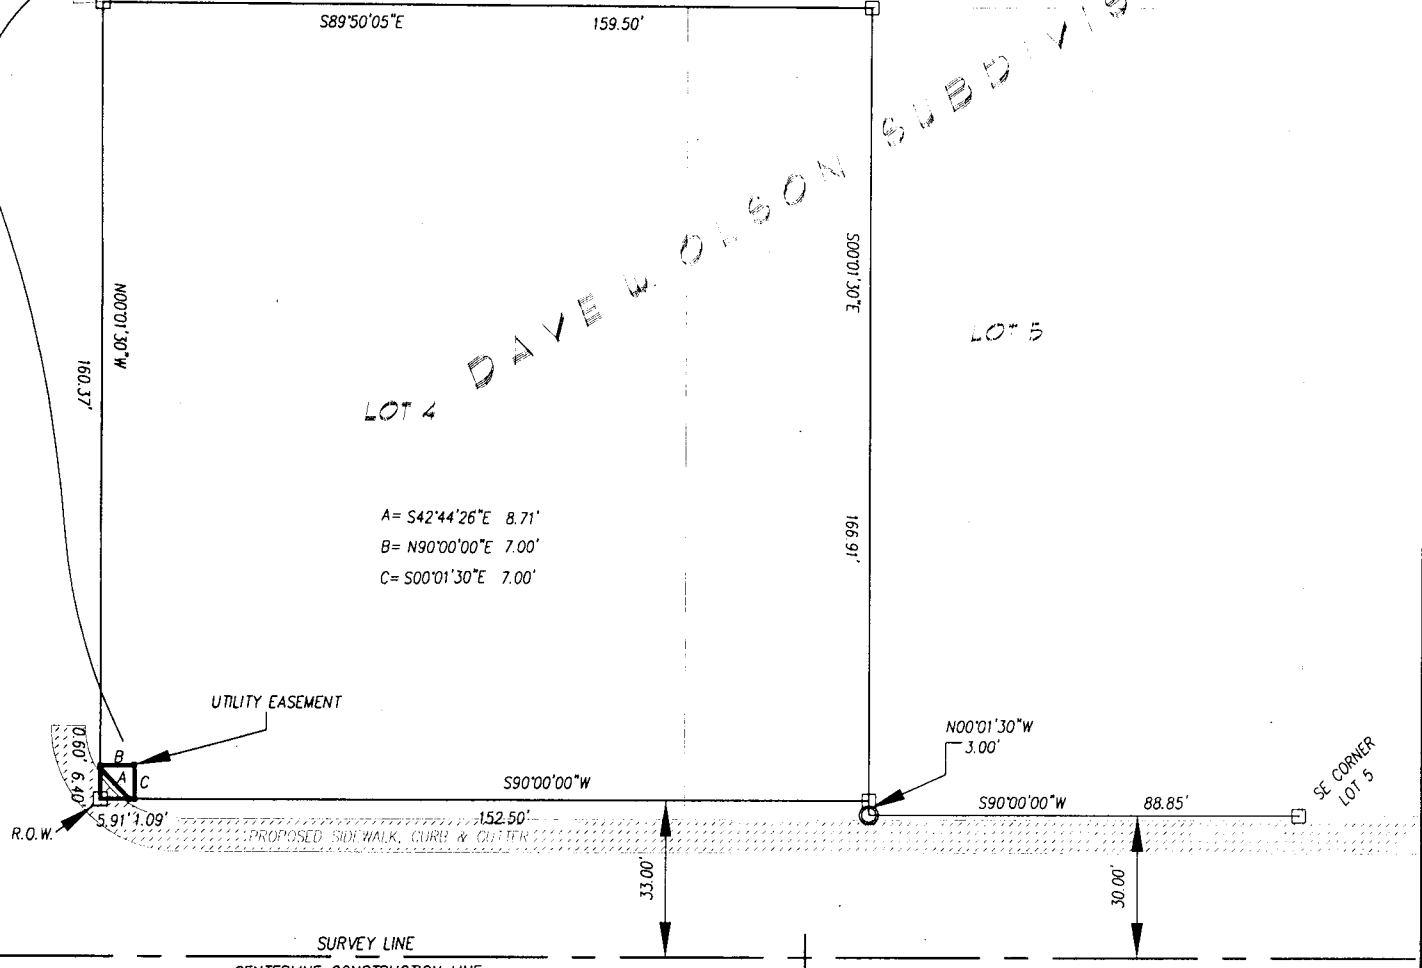 S89°50'05"E 159.50'
DAVE W. OLSON SUBDIVIS
N00°01'30"W
160.37'
S00°01'30"E
166.91'
LOT 5
LOT 4
A= S42°44'26"E 8.71'
B= N90°00'00"E 7.00'
C= S00°01'30"E 7.00'
UTILITY EASEMENT
0.60' 6.40'
B
A
C
R.O.W.
5.91' 1.09'
S90°00'00"W
152.50'
N00°01'30"W
3.00'
S90°00'00"W 88.85'
SE CORNER
LOT 5
PROPOSED SIDEWALK, CURB & GUTTER
33.00'
30.00'
SURVEY LINE
CENTERLINE CONSTRUCTION LINE